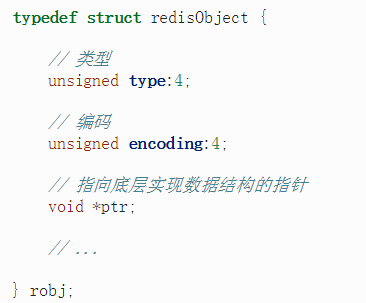 typedef struct redisObject {
// 类型
unsigned type:4;
// 编码
unsigned encoding:4;
// 指向底层实现数据结构的指针
void *ptr;
// ...
} robj;